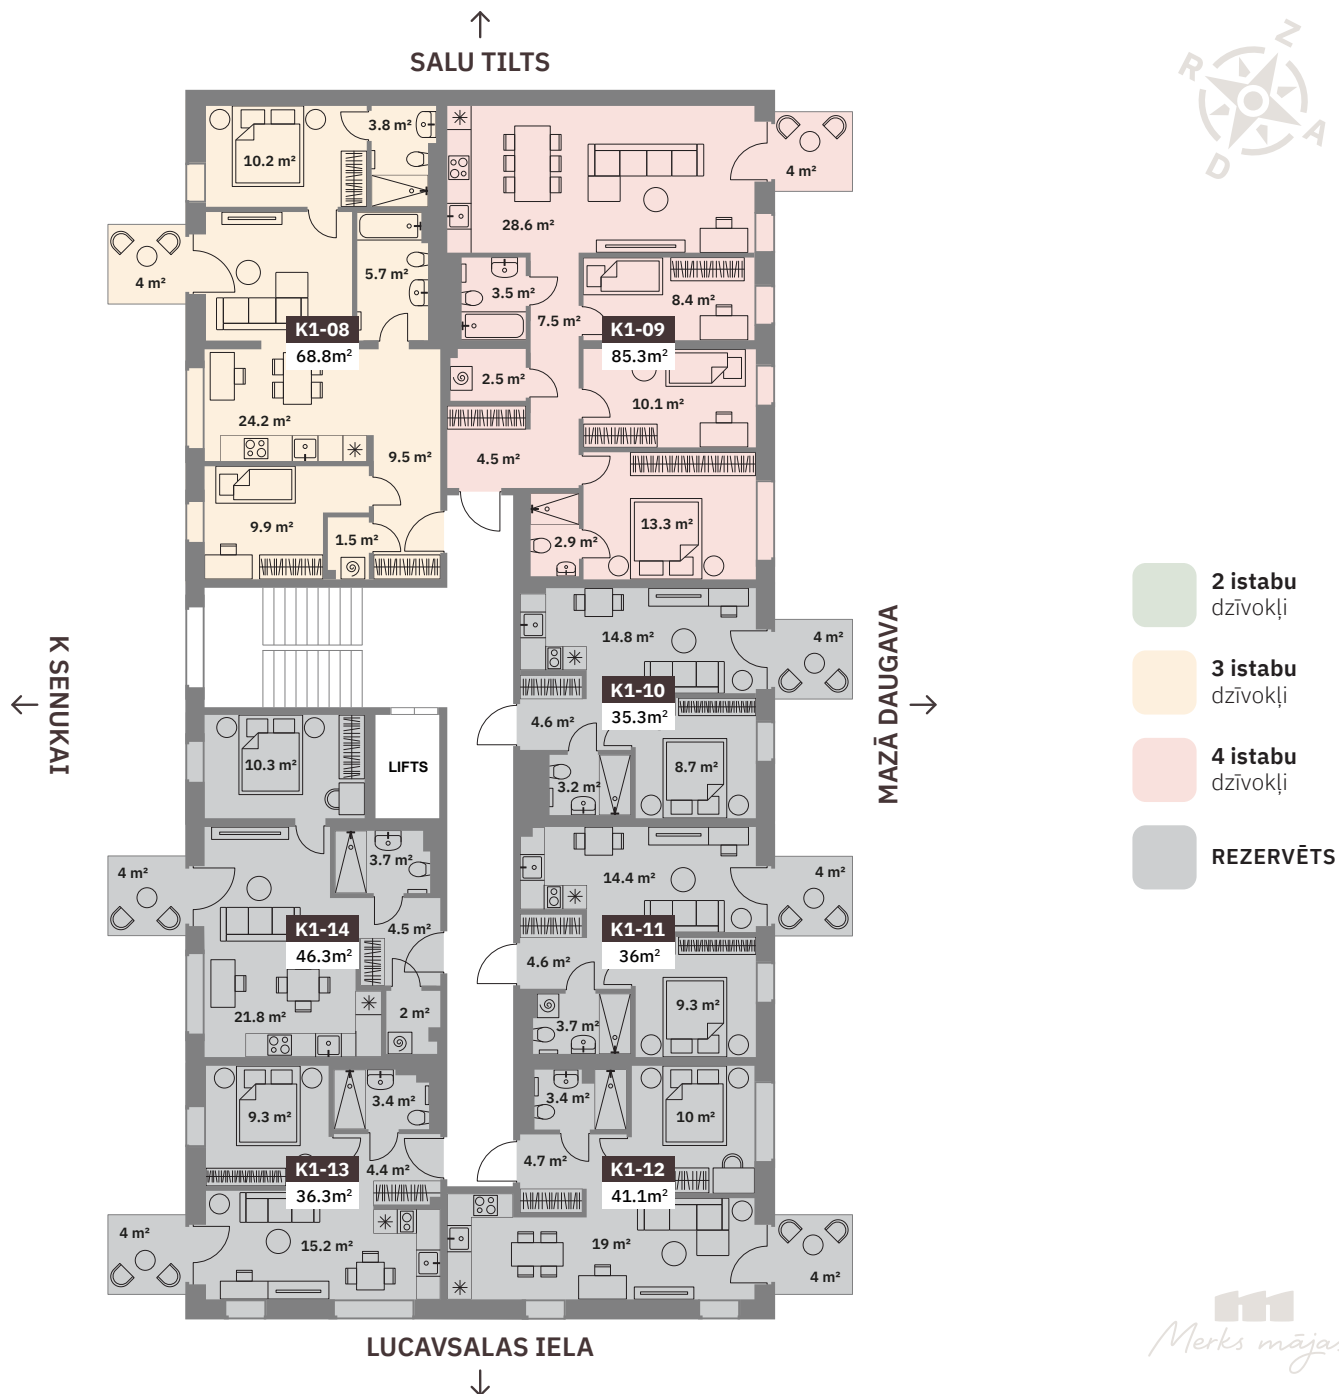 SALU TILTS
Z
R
A
D
10.2 m²
3.8 m²
4 m²
5.7 m²
K1-08
68.8m²
24.2 m²
9.5 m²
9.9 m²
1.5 m²
28.6 m²
4 m²
3.5 m²
7.5 m²
8.4 m²
K1-09
85.3m²
2.5 m²
10.1 m²
4.5 m²
13.3 m²
2.9 m²
K SENUKAI
MAZĀ DAUGAVA
14.8 m²
4 m²
K1-10
35.3m²
4.6 m²
8.7 m²
3.2 m²
10.3 m²
LIFTS
3.7 m²
4 m²
K1-14
46.3m²
4.5 m²
21.8 m²
2 m²
14.4 m²
4 m²
K1-11
36m²
4.6 m²
9.3 m²
3.7 m²
9.3 m²
3.4 m²
K1-13
36.3m²
4.4 m²
4 m²
15.2 m²
3.4 m²
10 m²
4.7 m²
K1-12
41.1m²
19 m²
4 m²
2 istabu
dzīvokļi
3 istabu
dzīvokļi
4 istabu
dzīvokļi
REZERVĒTS
LUCAVSALAS IELA
Merks mājas